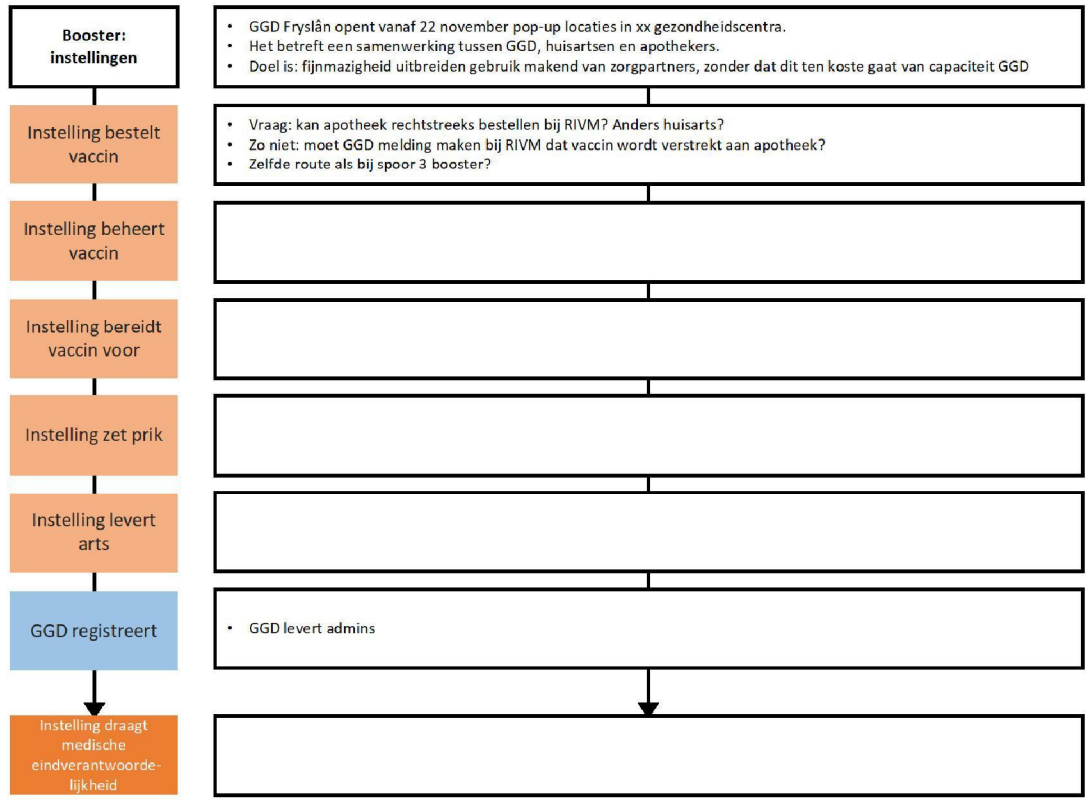 Booster:
instellingen
• GGD Fryslân opent vanaf 22 november pop-up locaties in xx gezondheidscentra.
• Het betreft een samenwerking tussen GGD, huisartsen en apothekers.
• Doel is: fijnmazigheid uitbreiden gebruik makend van zorgpartners, zonder dat dit ten koste gaat van capaciteit GGD
Instelling bestelt
vaccin
• Vraag: kan apotheek rechtstreeks bestellen bij RIVM? Anders huisarts?
• Zo niet: moet GGD melding maken bij RIVM dat vaccin wordt verstrekt aan apotheek?
• Zelfde route als bij spoor 3 booster?
Instelling beheert
vaccin
Instelling bereidt
vaccin voor
Instelling zet prik
Instelling levert
arts
GGD registreert
• GGD levert admins
Instelling draagt
medische
eindverantwoorde-
lijkheid